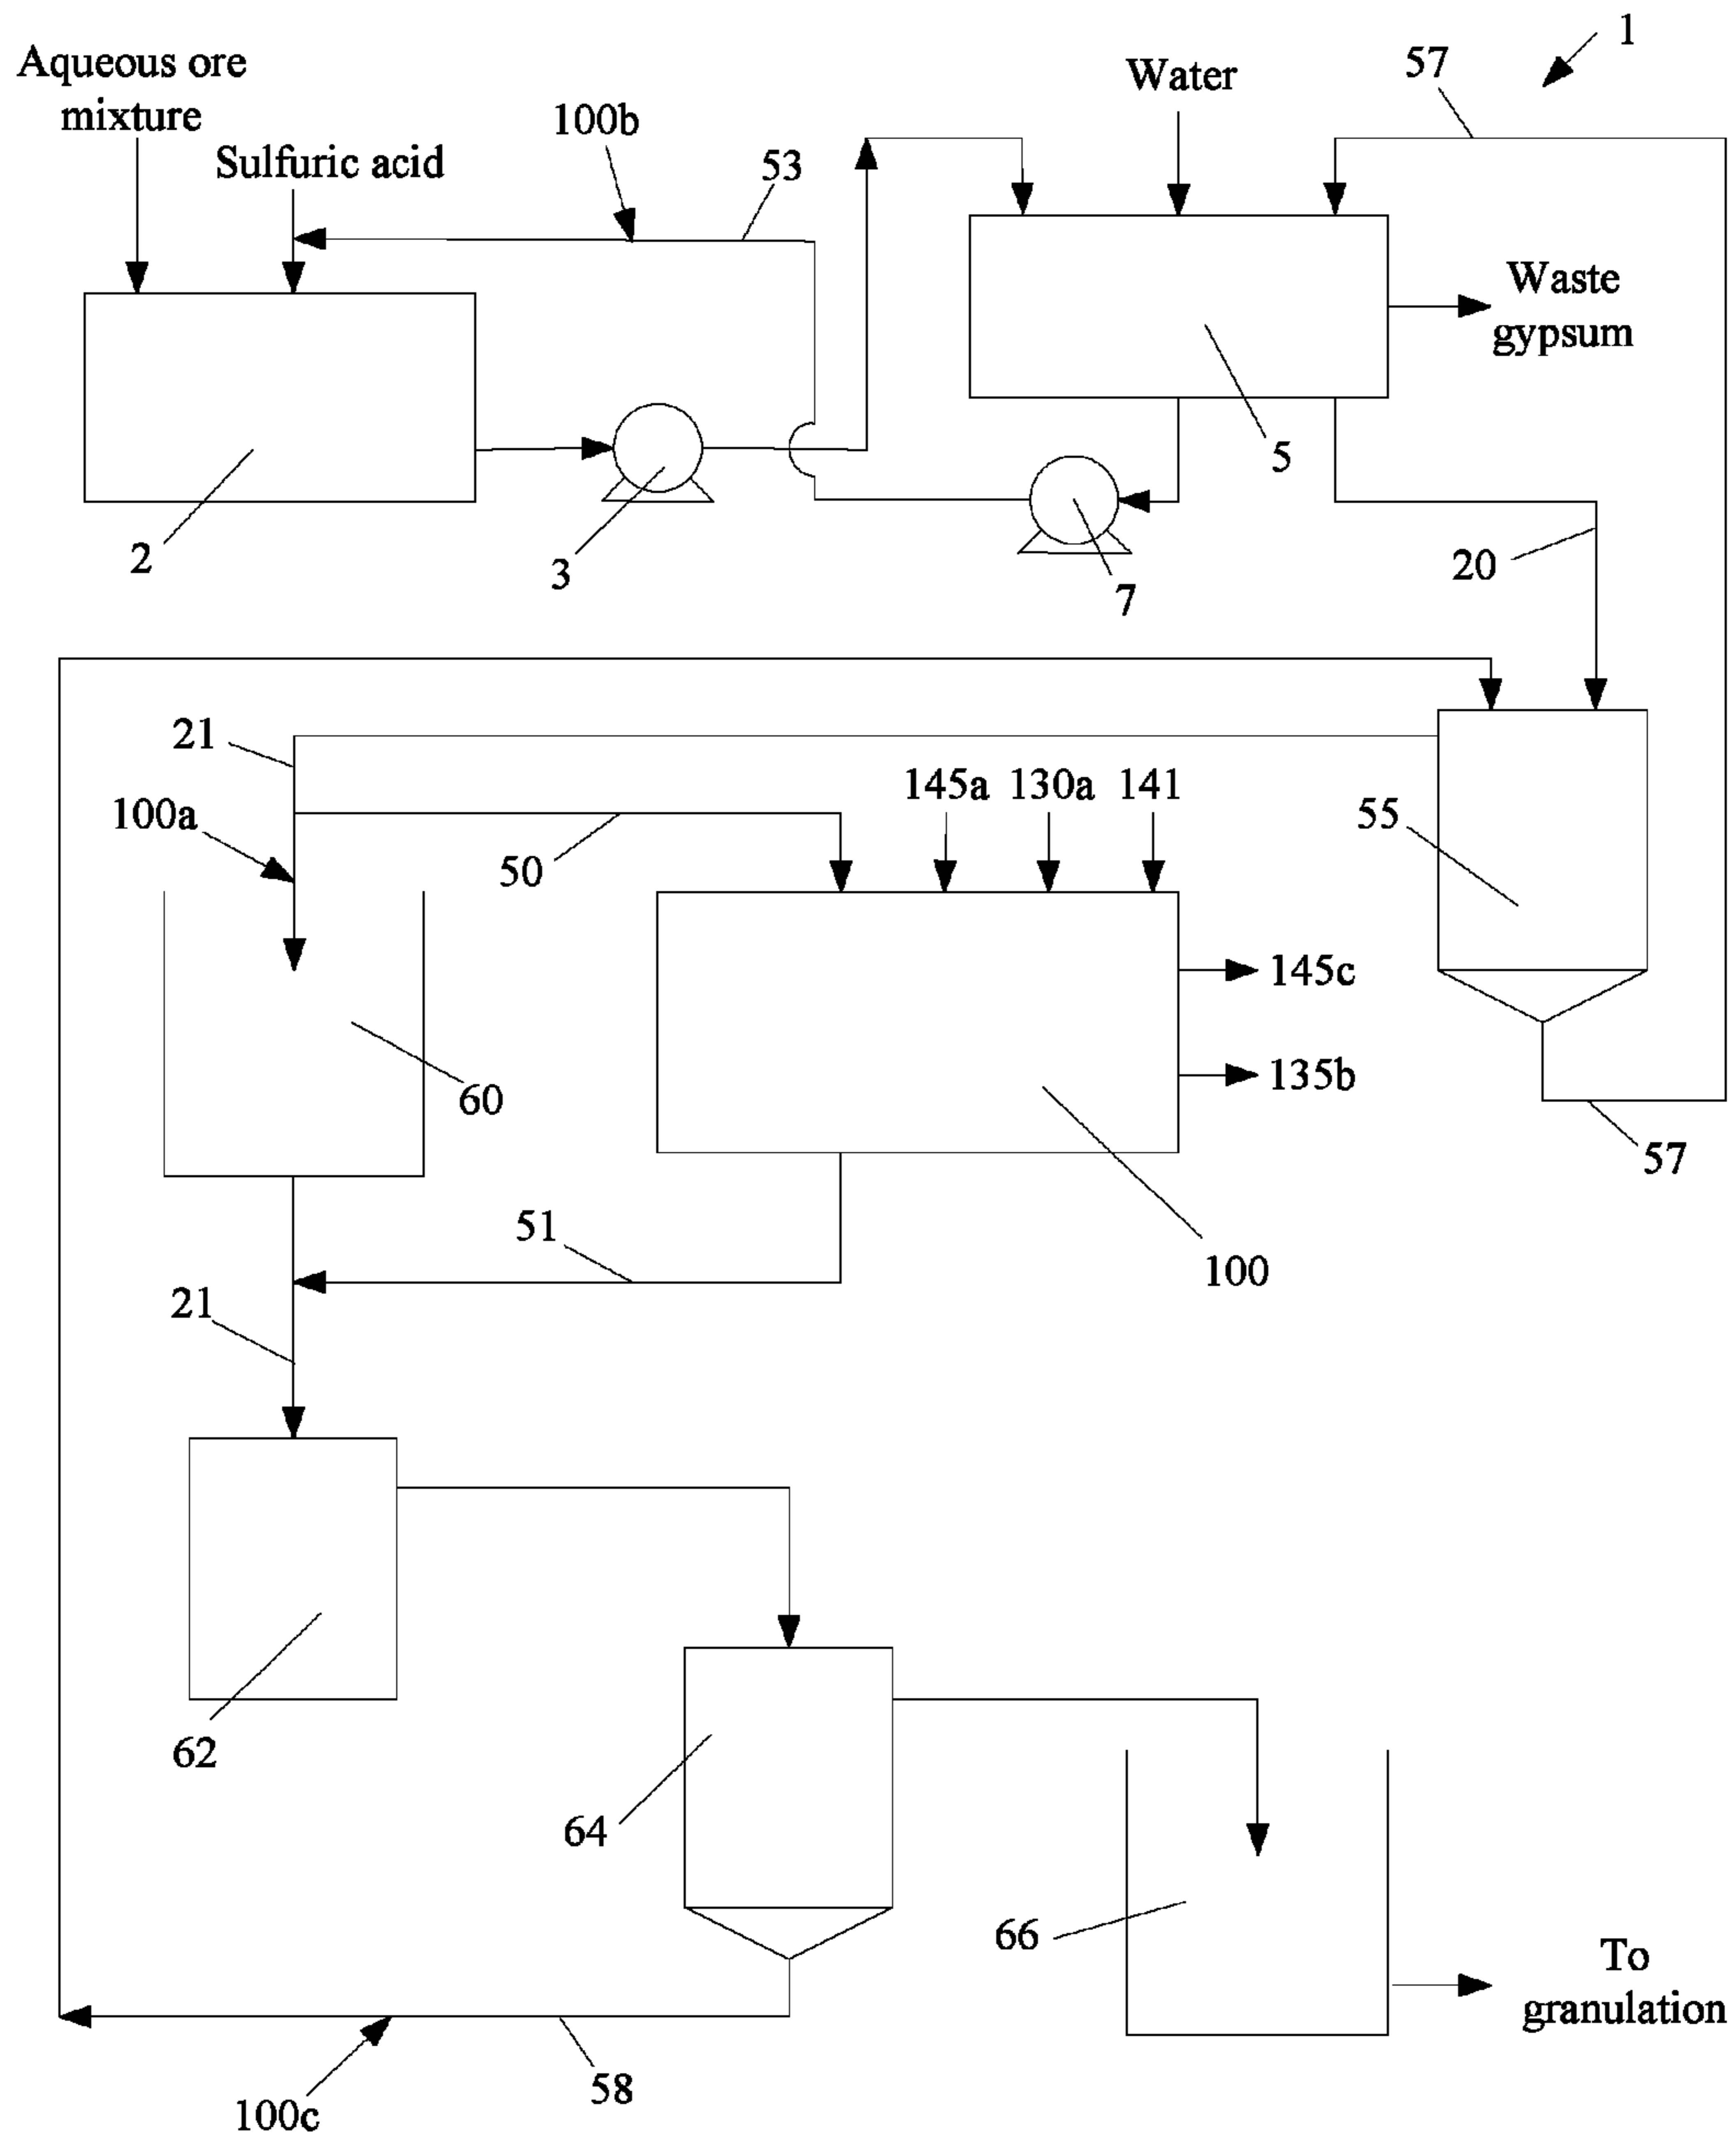 1
57
Water
Aqueous ore
mixture
100b
Sulfuric acid
53
Waste
gypsum
5
2
3
7
20
21
145a
130a
141
100a
55
50
145c
60
135b
57
51
100
21
62
64
66
To
granulation
58
100c